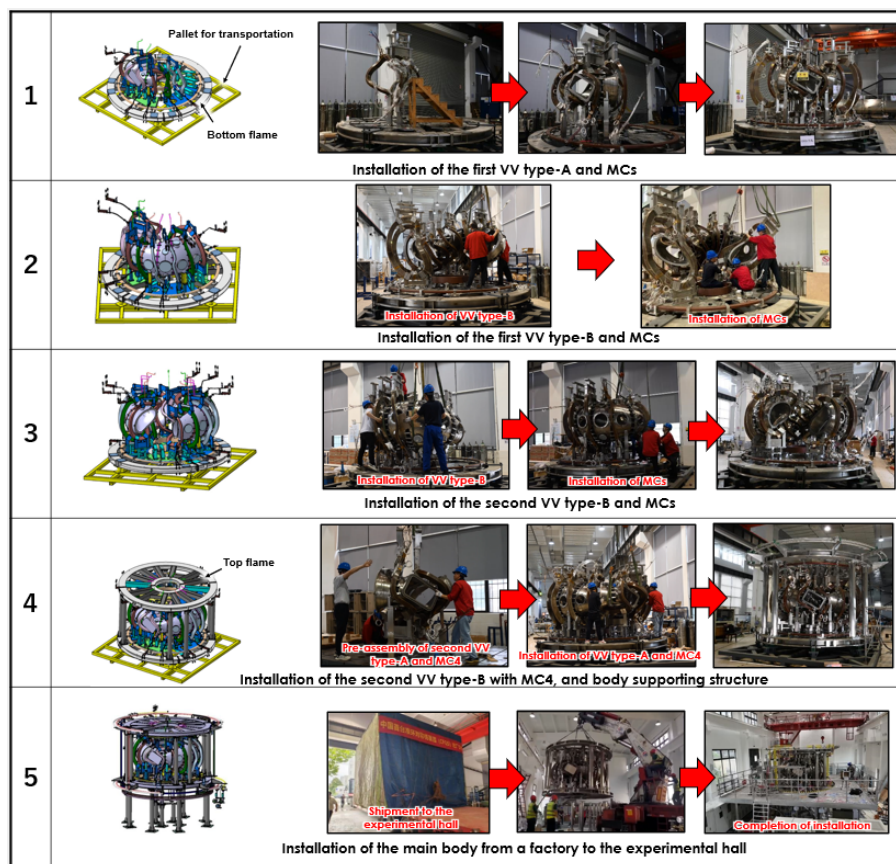 1
Pallet for transportation
Bottom flame
Installation of the first VV type-A and MCs
2
Installation of VV type-B
Installation of MCs
Installation of the first VV type-B and MCs
3
Installation of VV type-B
Installation of MCs
Installation of the second VV type-B and MCs
4
Top flame
Pre-assembly of second VV
type-A and MC4
Installation of VV type-A and MC4
Installation of the second VV type-B with MC4, and body supporting structure
5
Shipment to the
experimental hall
Completion of installation
Installation of the main body from a factory to the experimental hall